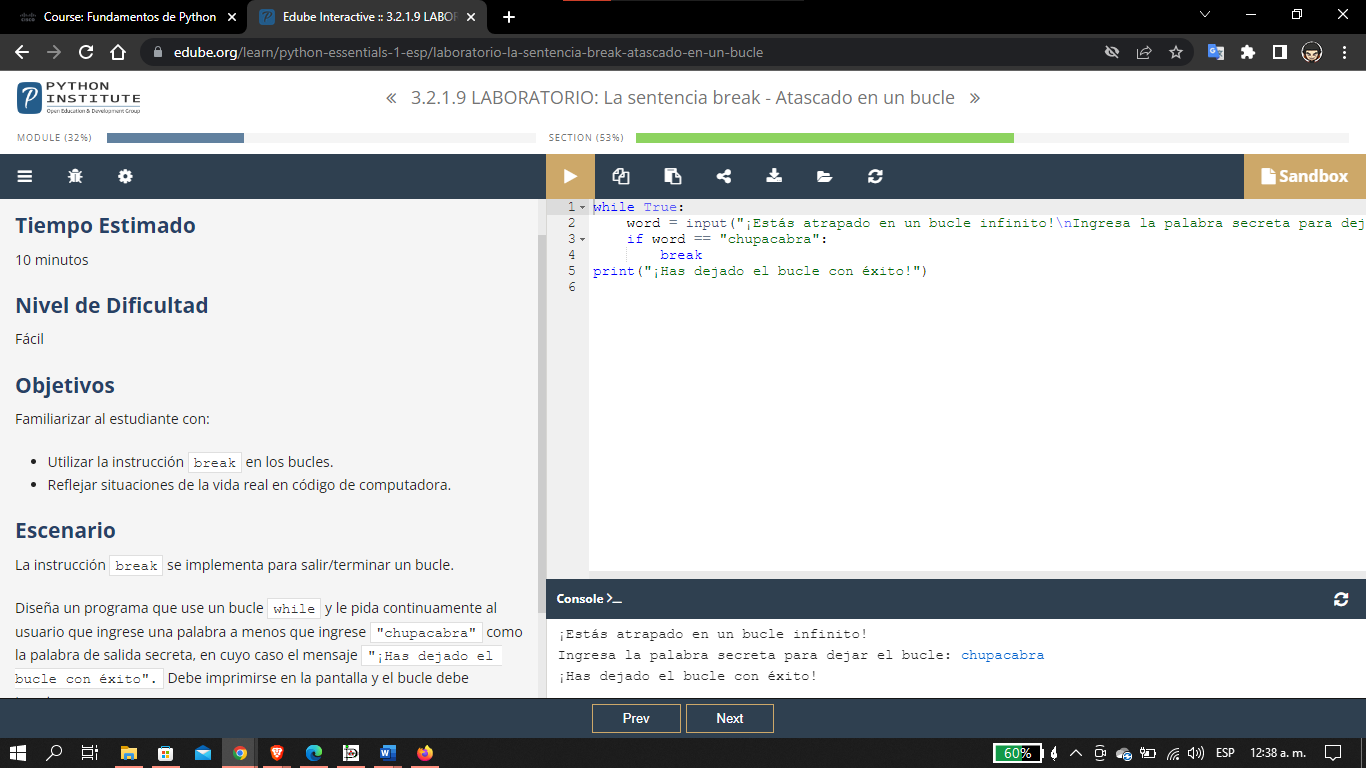 Course: Fundamentos de Python
Edube Interactive :: 3.2.1.9 LABOR
edube.org/learn/python-essentials-1-esp/laboratorio-la-sentencia-break-atascado-en-un-bucle
PYTHON
INSTITUTE
Open Education & Development Group
« 3.2.1.9 LABORATORIO: La sentencia break - Atascado en un bucle »
MODULE (32%)
SECTION (53%)
Sandbox
Tiempo Estimado
10 minutos
Nivel de Dificultad
Fácil
Objetivos
Familiarizar al estudiante con:
• Utilizar la instrucción break en los bucles.
• Reflejar situaciones de la vida real en código de computadora.
Escenario
La instrucción break se implementa para salir/terminar un bucle.
Diseña un programa que use un bucle while y le pida continuamente al
usuario que ingrese una palabra a menos que ingrese "chupacabra" como
la palabra de salida secreta, en cuyo caso el mensaje "¡Has dejado el
bucle con éxito". Debe imprimirse en la pantalla y el bucle debe
1 while True:
2 word = input("¡Estás atrapado en un bucle infinito!\nIngresa la palabra secreta para dej
3 if word == "chupacabra":
4 break
5 print("¡Has dejado el bucle con éxito!")
6
Console >_
¡Estás atrapado en un bucle infinito!
Ingresa la palabra secreta para dejar el bucle: chupacabra
¡Has dejado el bucle con éxito!
Prev
Next
60%
ESP
12:38 a. m.